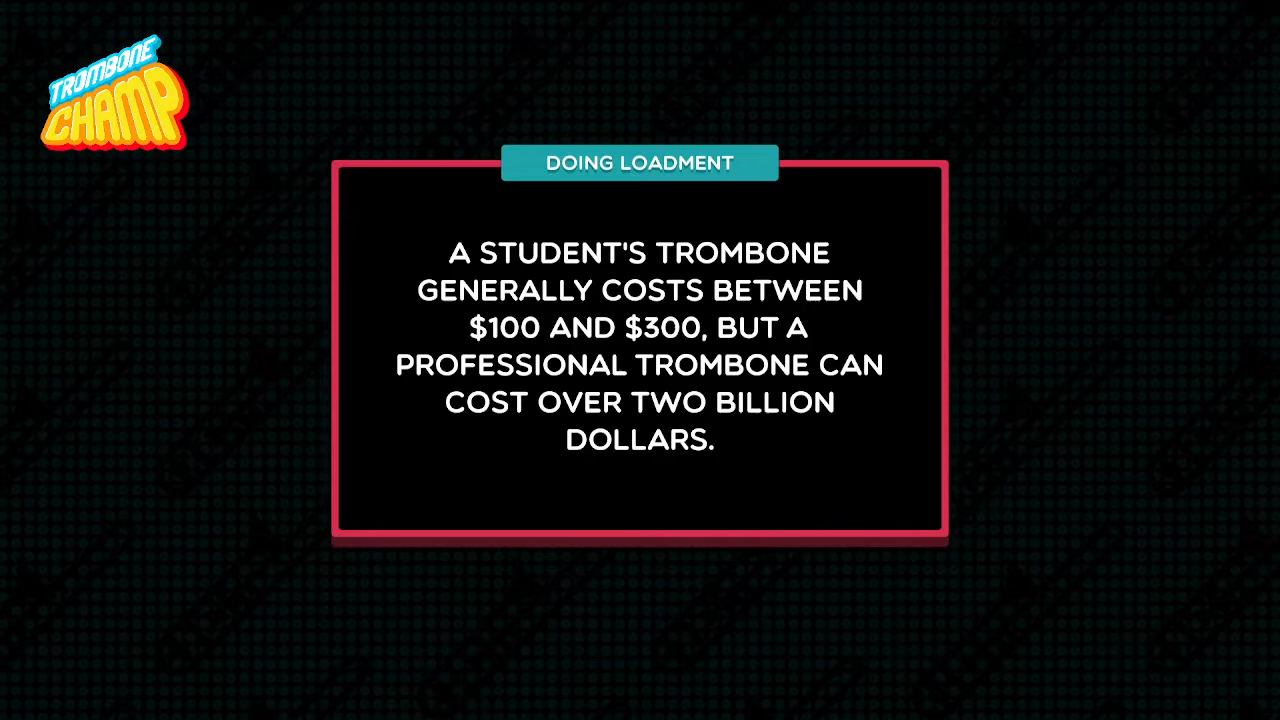 TROMBONE
CHAMP
DOING LOADMENT
A STUDENT'S TROMBONE
GENERALLY COSTS BETWEEN
$100 AND $300, BUT A
PROFESSIONAL TROMBONE CAN
COST OVER TWO BILLION
DOLLARS.